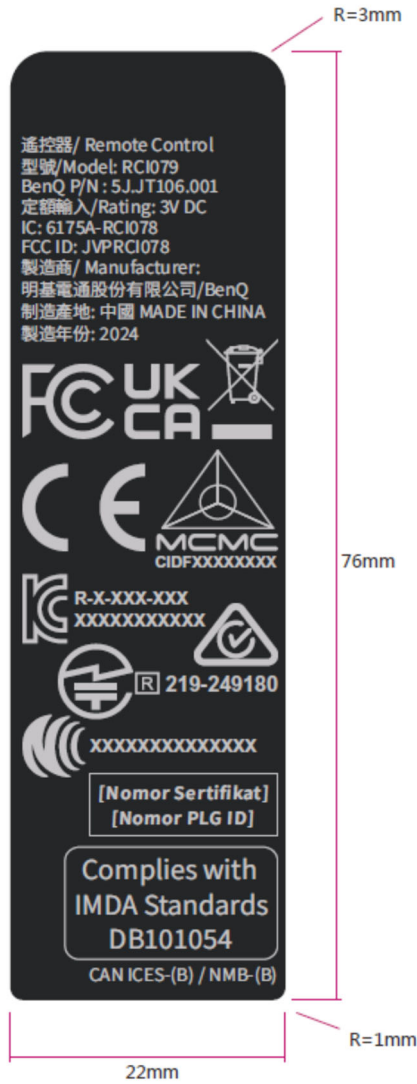 R=3mm
遙控器/ Remote Control
型號/Model: RCI079
BenQ P/N : 5J.JT106.001
定額輸入/Rating: 3V DC
IC: 6175A-RCI078
FCC ID: JVPRCI078
製造商/ Manufacturer:
明基電通股份有限公司/BenQ
制造產地: 中國 MADE IN CHINA
製造年份: 2024
FC UK CA
CE
MCMC
CIDFXXXXXXXX
76mm
R-X-XXX-XXX
XXXXXXXXXXX
R 219-249180
XXXXXXXXXXXXXX
[Nomor Sertifikat]
[Nomor PLG ID]
Complies with
IMDA Standards
DB101054
CAN ICES-(B) / NMB-(B)
R=1mm
22mm